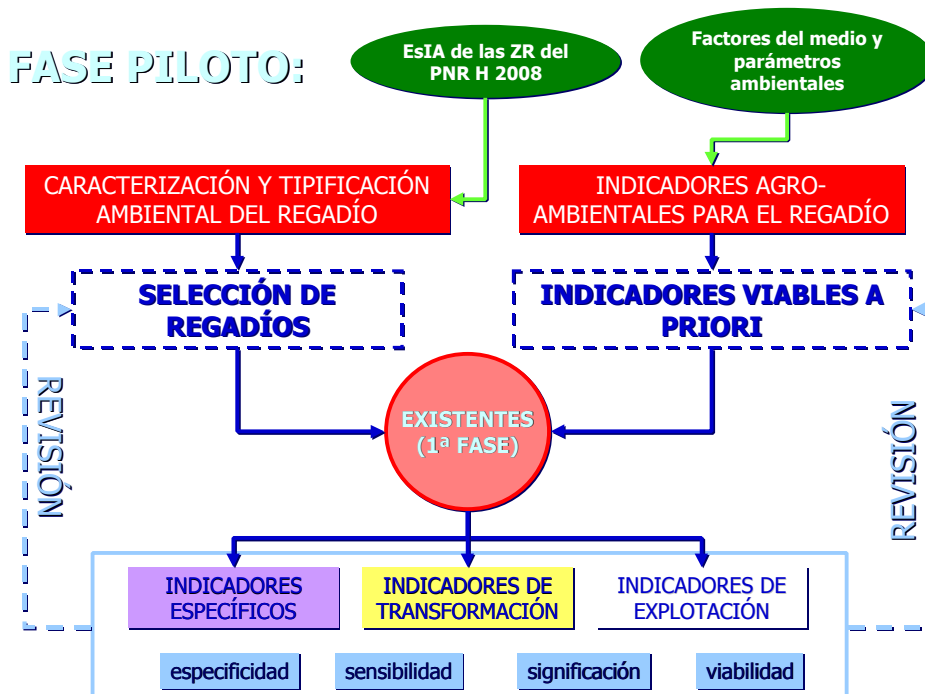 FASE PILOTO:
EsIA de las ZR del
PNR H 2008
Factores del medio y
parámetros
ambientales
CARACTERIZACIÓN Y TIPIFICACIÓN
AMBIENTAL DEL REGADÍO
INDICADORES AGRO-
AMBIENTALES PARA EL REGADÍO
SELECCIÓN DE
REGADÍOS
INDICADORES VIABLES A
PRIORI
REVISIÓN
EXISTENTES
(1ª FASE)
REVISIÓN
INDICADORES
ESPECÍFICOS
INDICADORES DE
TRANSFORMACIÓN
INDICADORES DE
EXPLOTACIÓN
especificidad
sensibilidad
significación
viabilidad